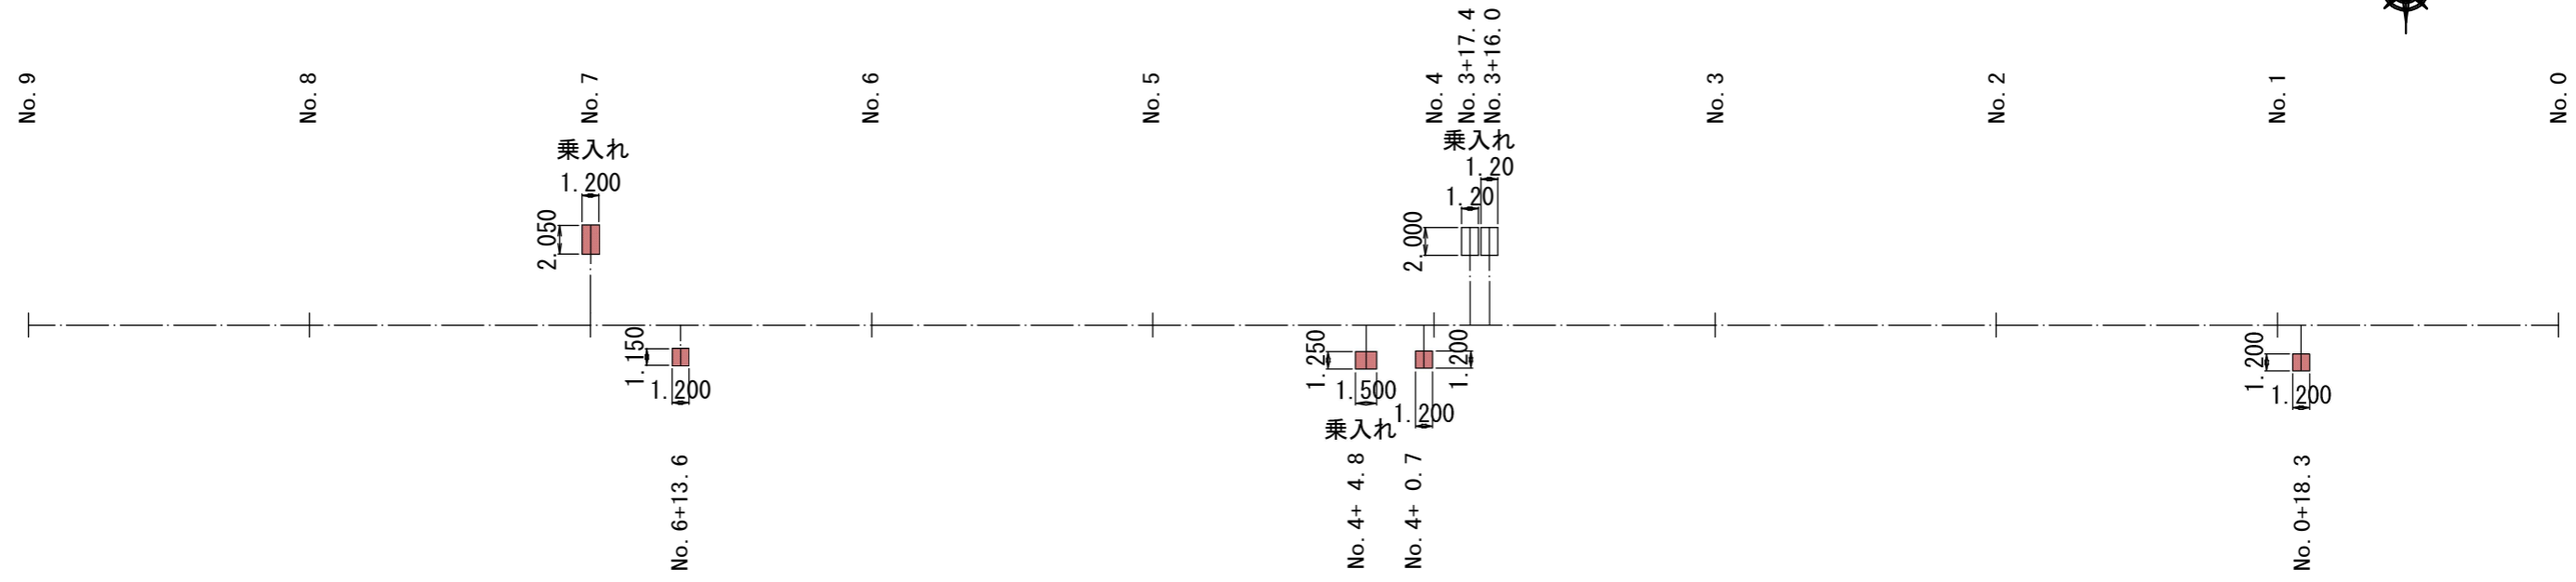 No. 9
No. 8
No. 7
No. 6
No. 5
No. 4
No. 3+17. 4
No. 3+16. 0
No. 3
No. 2
No. 1
No. 0
乗入れ
1. 200
2. 050
乗入れ
1. 20
1. 20
2. 000
1. 150
1. 200
1. 250
1. 500
乗入れ
1. 200
1. 200
1. 200
1. 200
No. 6+13. 6
No. 4+ 4. 8
No. 4+ 0. 7
No. 0+18. 3